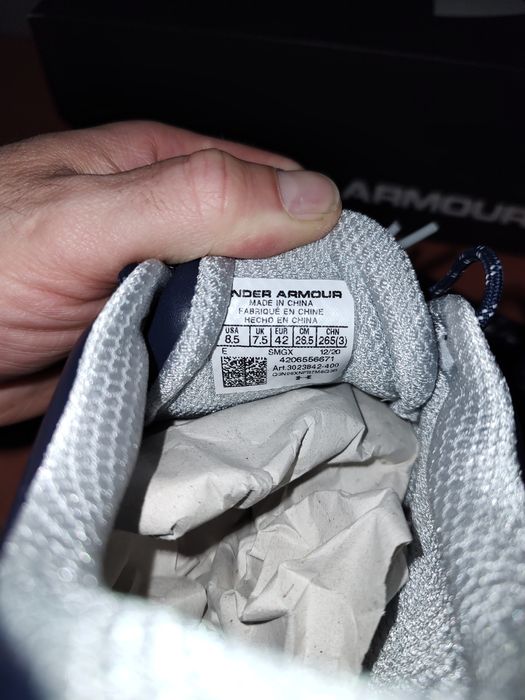 ARMOUR
UNDER ARMOUR
MADE IN CHINA
FABRIQUÉ EN CHINE
HECHO EN CHINA
USA UK EUR CM CHN
8.5 7.5 42 26.5 265(3)
E SMGX 12/20
4206556671
Art.3023842-400